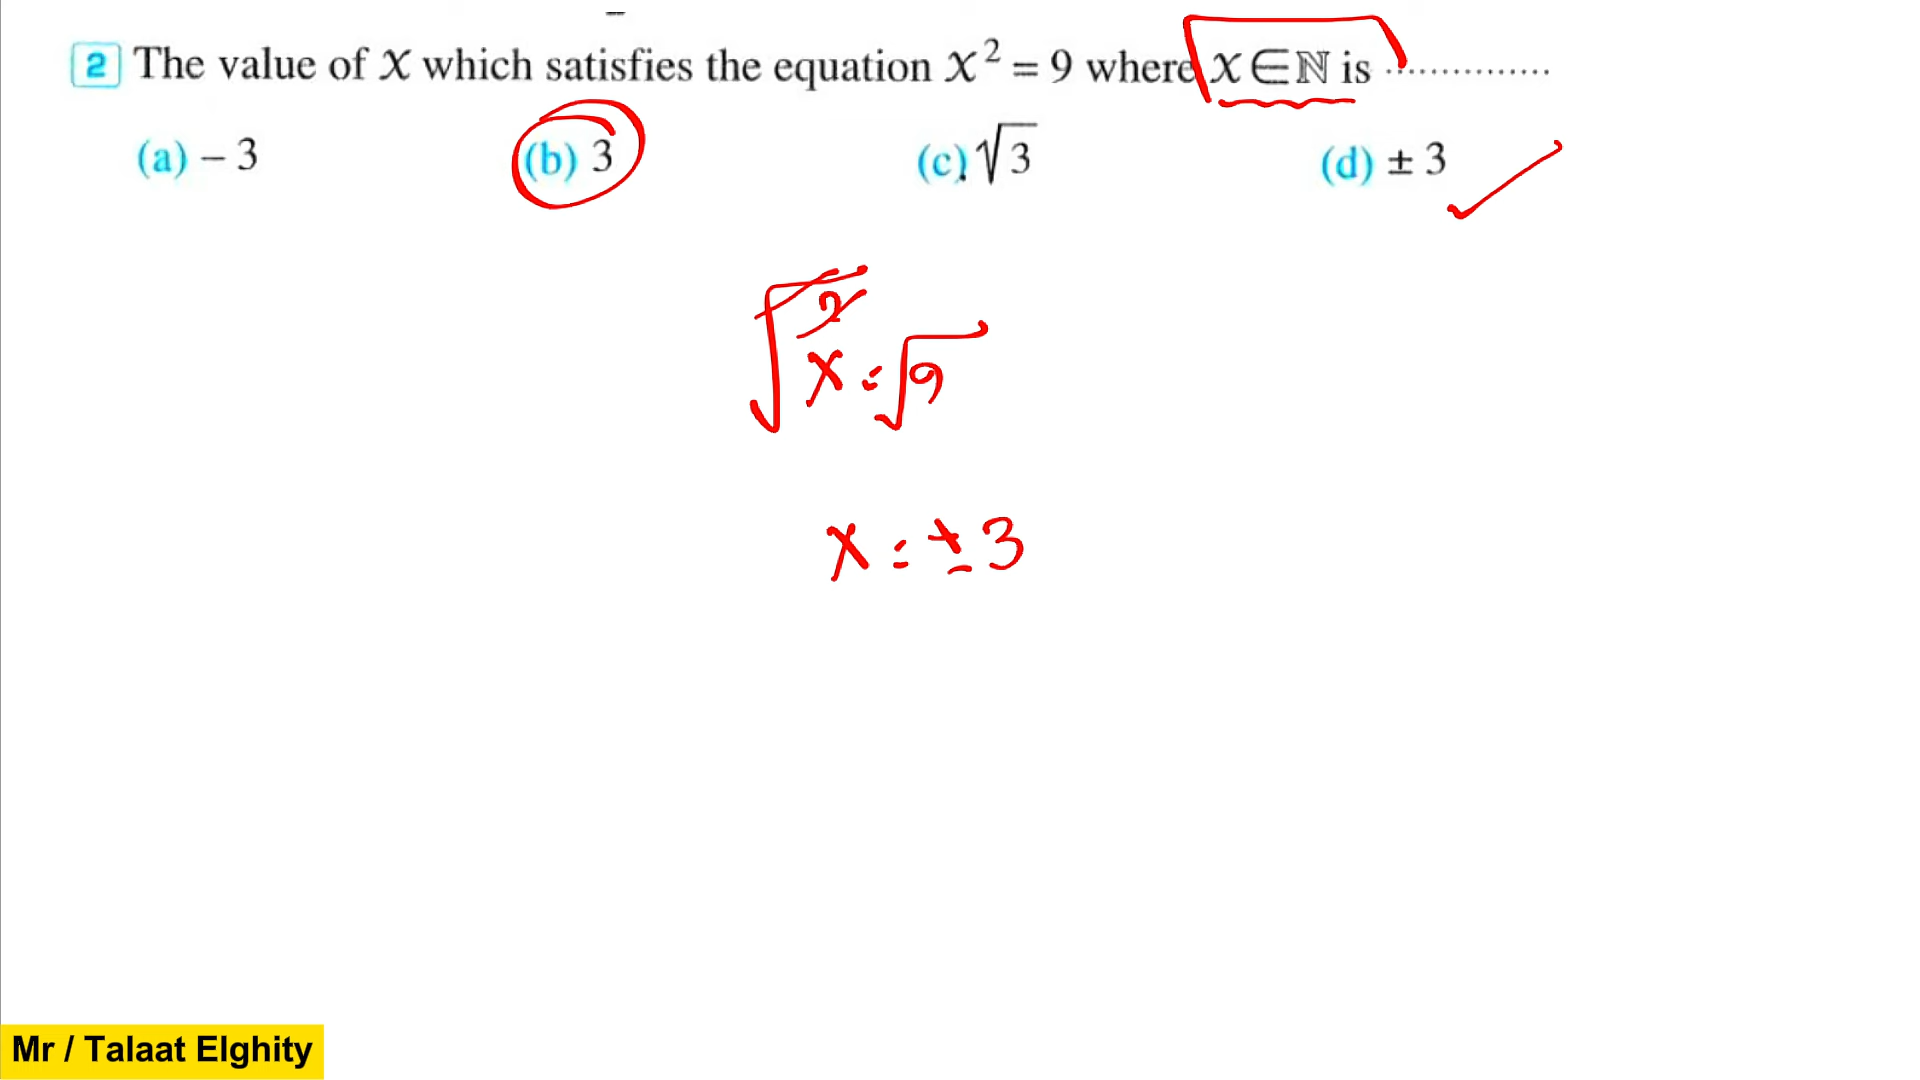 2 The value of X which satisfies the equation X² = 9 where X ∈ ℕ is ...............
(a) – 3 (b) 3 (c) √3 (d) ± 3
√x² = √9
x = ± 3
Mr / Talaat Elghity